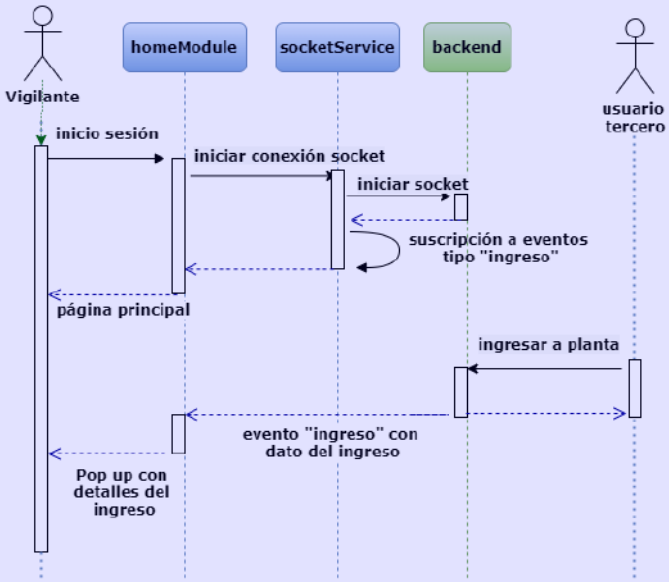 homeModule
socketService
backend
Vigilante
usuario
tercero
inicio sesión
iniciar conexión socket
iniciar socket
suscripción a eventos
tipo "ingreso"
página principal
ingresar a planta
evento "ingreso" con
dato del ingreso
Pop up con
detalles del
ingreso